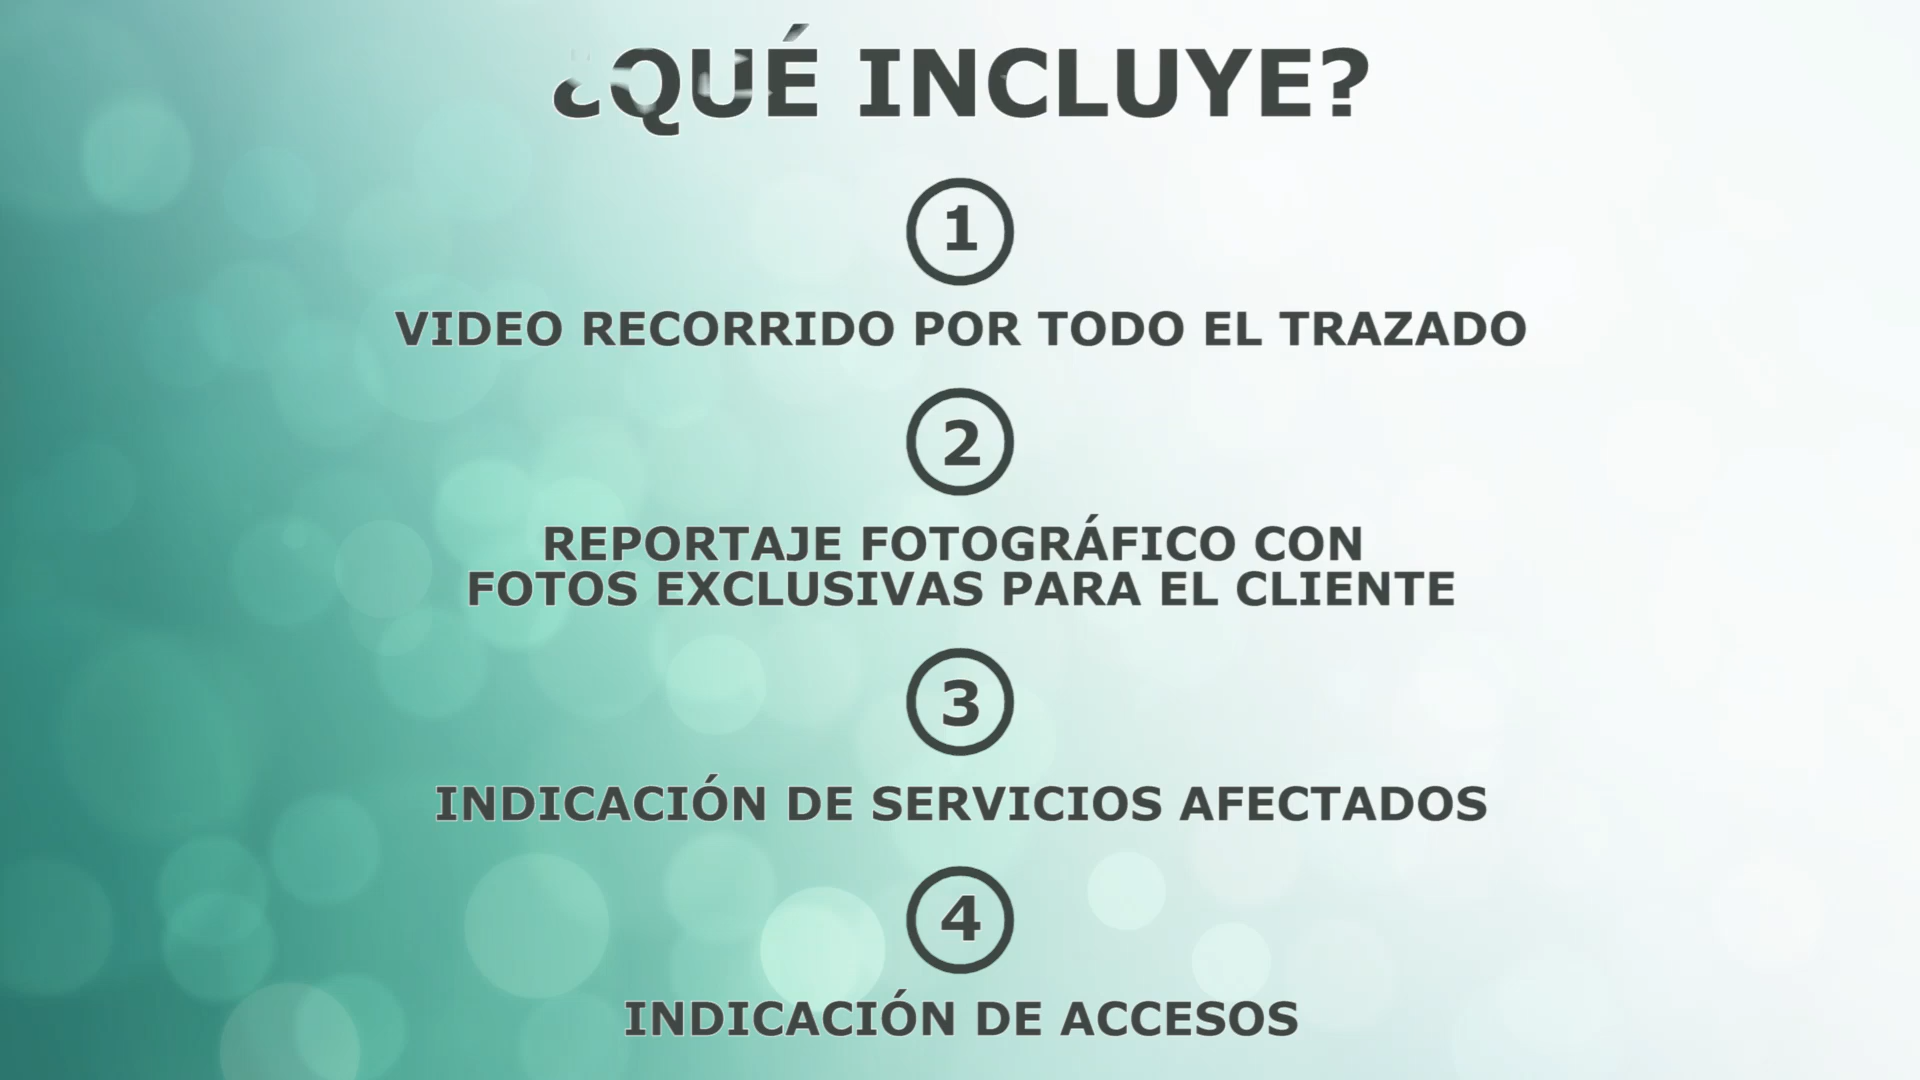 ¿QUÉ INCLUYE?
1
VIDEO RECORRIDO POR TODO EL TRAZADO
2
REPORTAJE FOTOGRÁFICO CON
FOTOS EXCLUSIVAS PARA EL CLIENTE
3
INDICACIÓN DE SERVICIOS AFECTADOS
4
INDICACIÓN DE ACCESOS